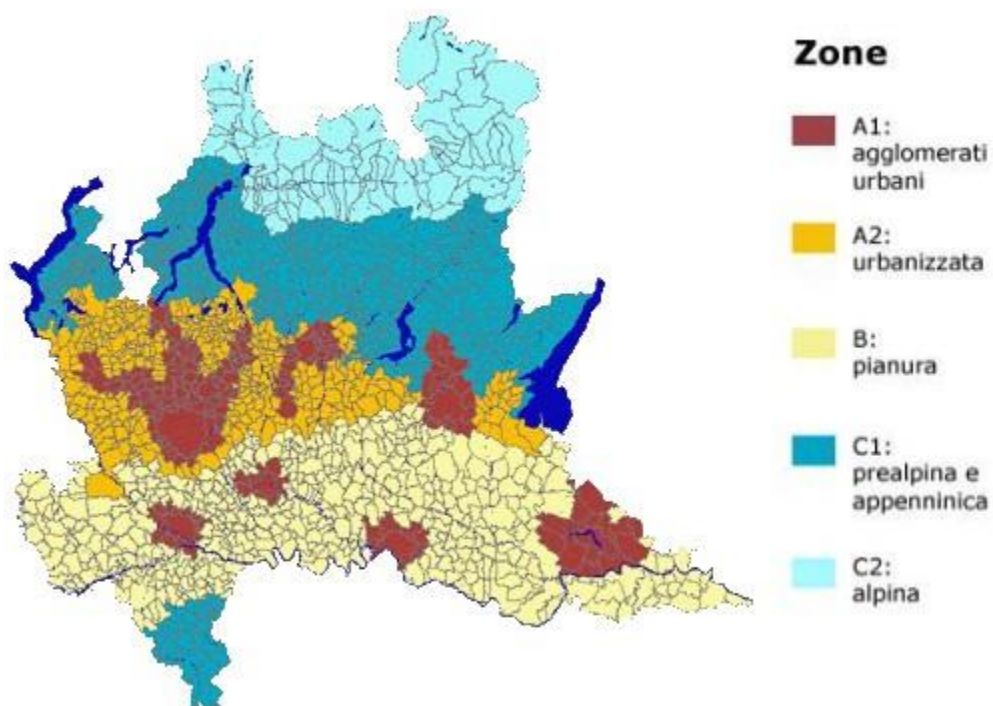 Zone
A1:
agglomerati
urbani
A2:
urbanizzata
B:
pianura
C1:
prealpina e
appenninica
C2:
alpina